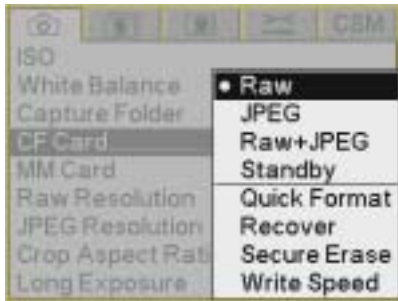 CSM
ISO
White Balance
Capture Folder
CF Card
MM Card
Raw Resolution
JPEG Resolution
Crop Aspect Rati
Long Exposure
Raw
JPEG
Raw+JPEG
Standby
Quick Format
Recover
Secure Erase
Write Speed